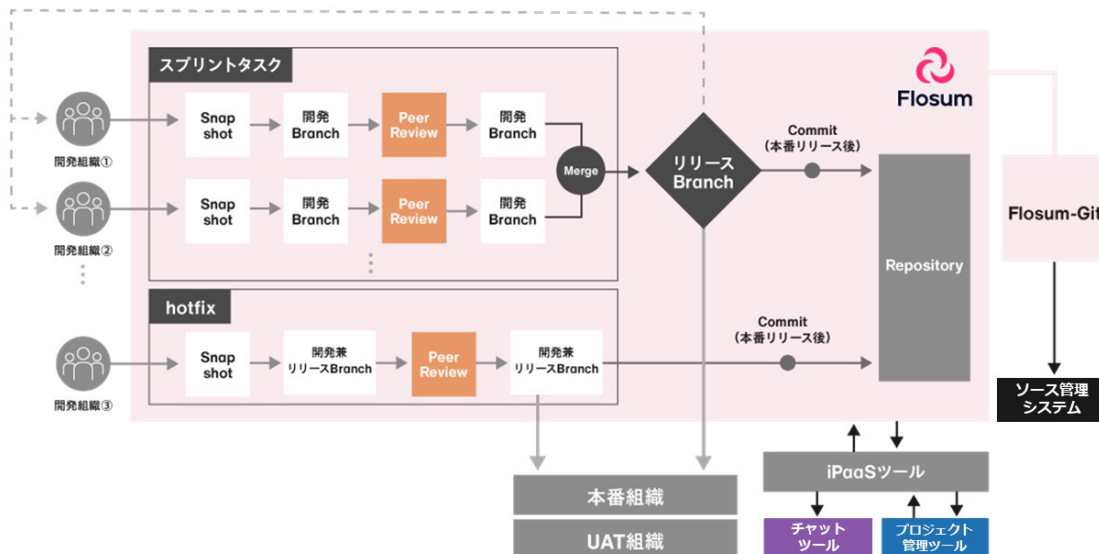 スプリントタスク
Flosum
開発組織①
Snap
shot
開発
Branch
Peer
Review
開発
Branch
Merge
リリース
Branch
Commit
(本番リリース後)
開発組織②
Snap
shot
開発
Branch
Peer
Review
開発
Branch
Repository
Flosum-Git
hotfix
開発組織③
Snap
shot
開発兼
リリースBranch
Peer
Review
開発兼
リリースBranch
Commit
(本番リリース後)
ソース管理
システム
本番組織
UAT組織
iPaaSツール
チャット
ツール
プロジェクト
管理ツール